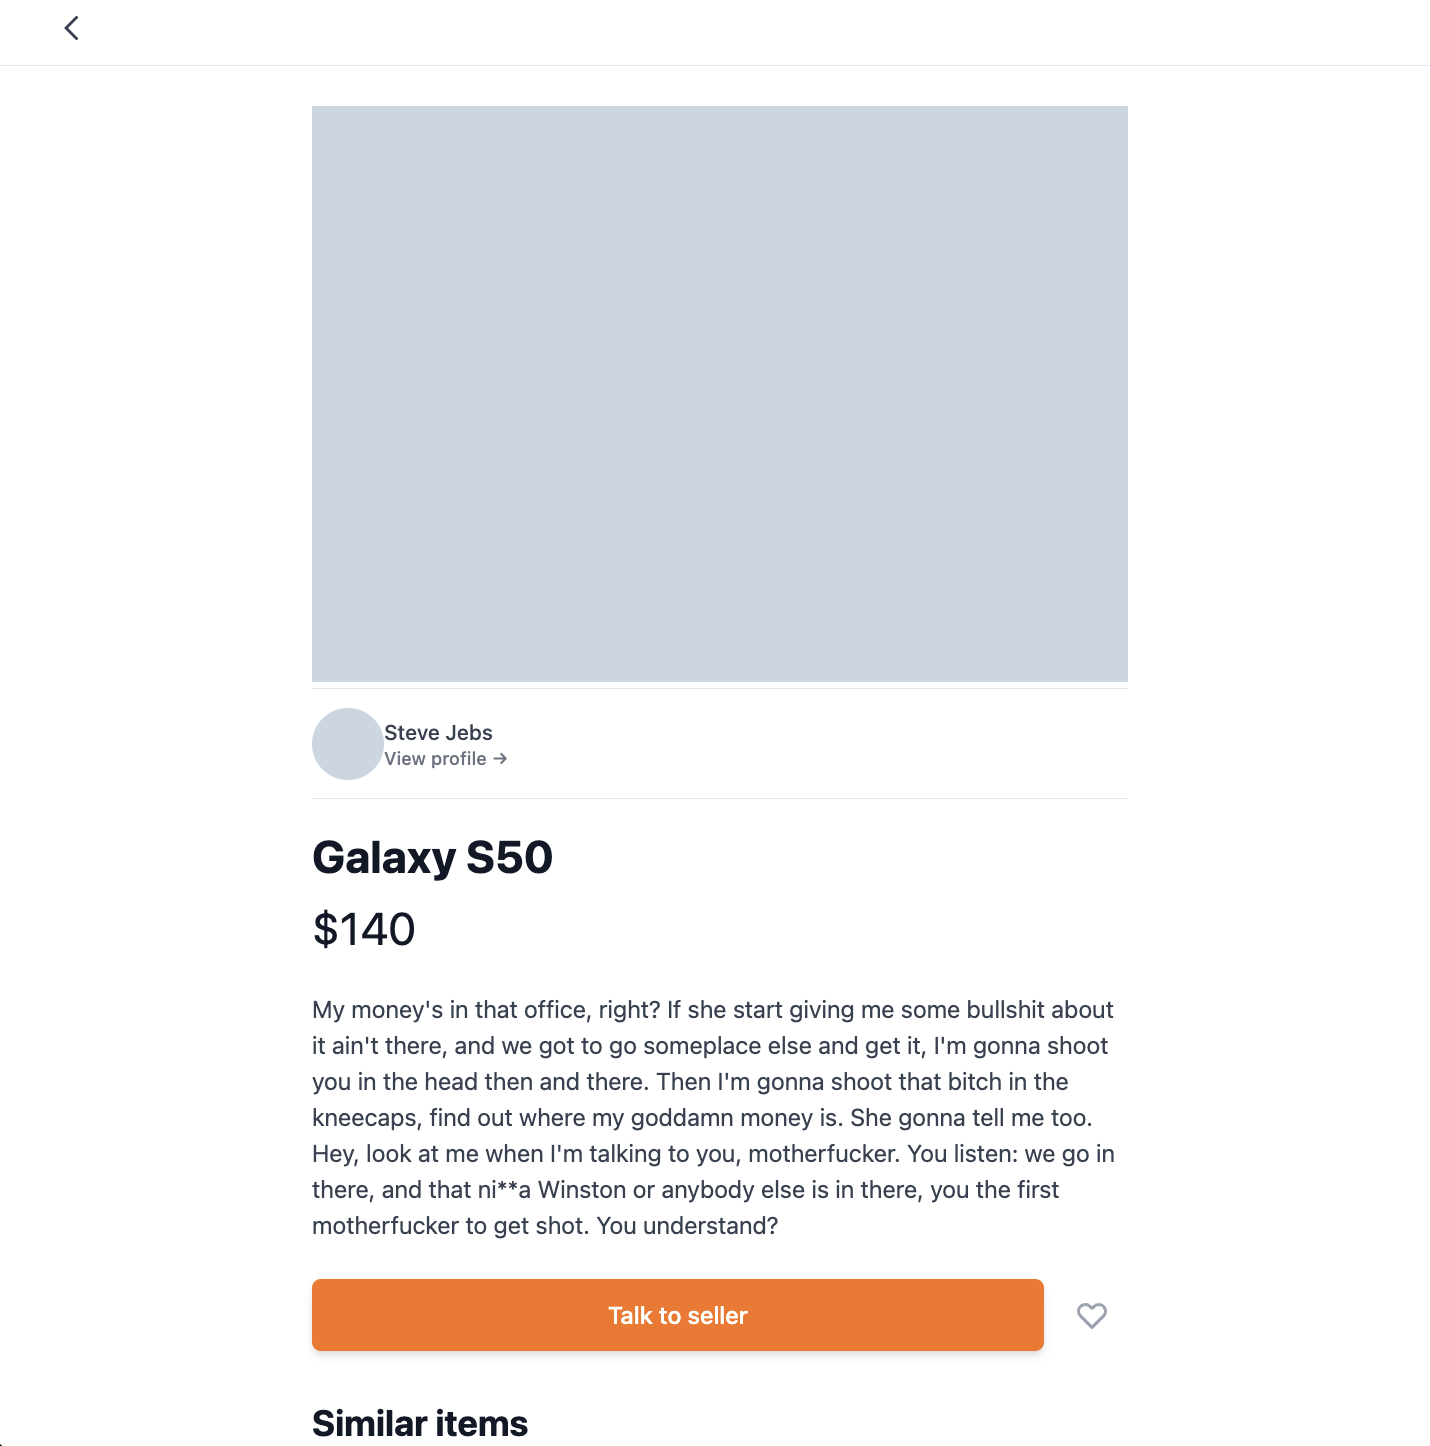 Steve Jebs
View profile →
Galaxy S50
$140
My money's in that office, right? If she start giving me some bullshit about
it ain't there, and we got to go someplace else and get it, I'm gonna shoot
you in the head then and there. Then I'm gonna shoot that bitch in the
kneecaps, find out where my goddamn money is. She gonna tell me too.
Hey, look at me when I'm talking to you, motherfucker. You listen: we go in
there, and that ni**a Winston or anybody else is in there, you the first
motherfucker to get shot. You understand?
Talk to seller
Similar items